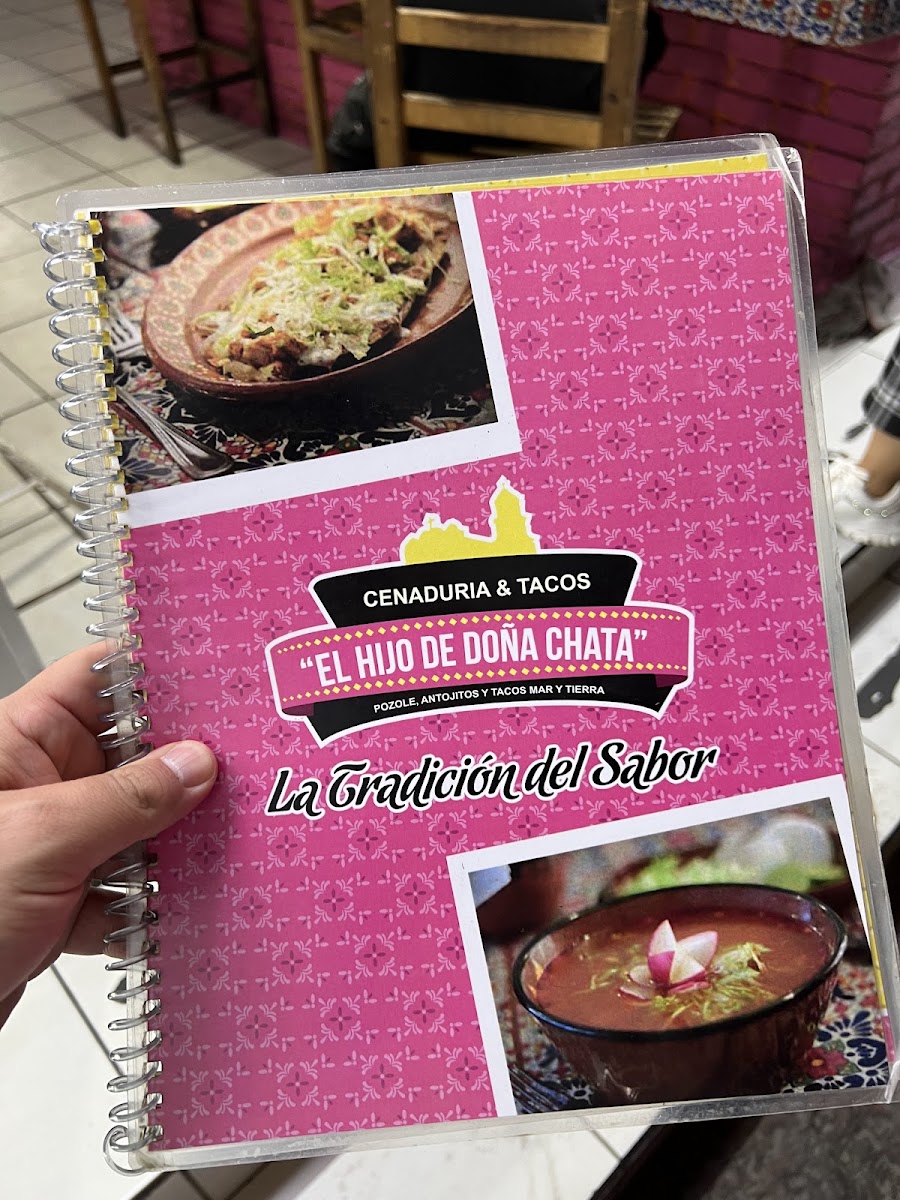 CENADURIA & TACOS
“EL HIJO DE DOÑA CHATA”
POZOLE, ANTOJITOS Y TACOS MAR Y TIERRA
La Tradición del Sabor